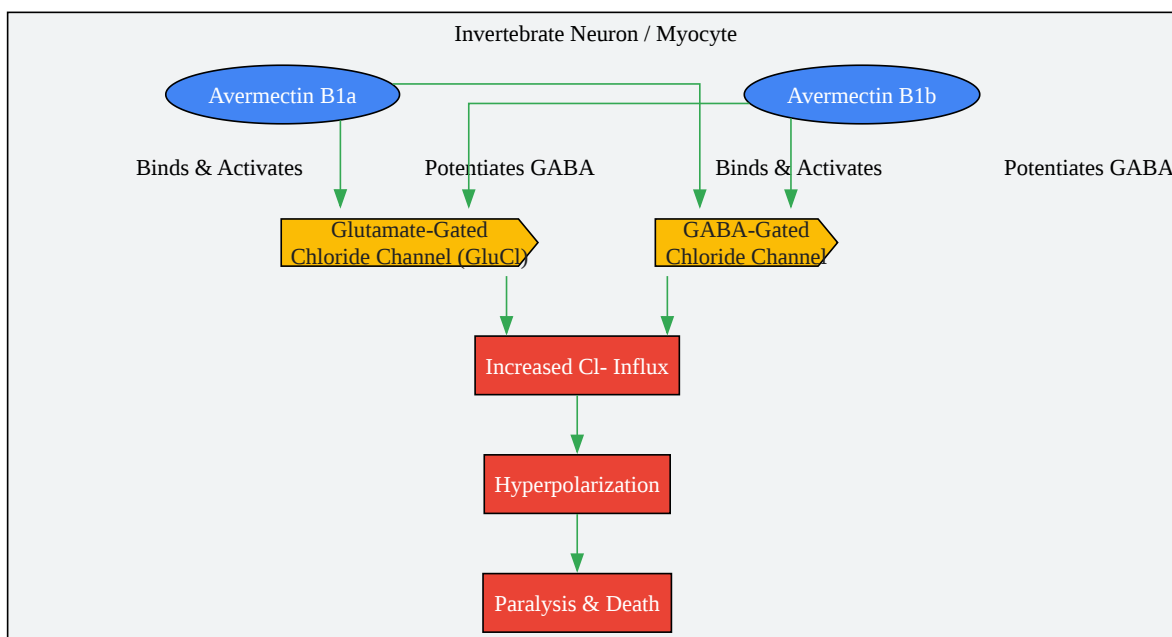 Invertebrate Neuron / Myocyte
Avermectin B1a
Avermectin B1b
Binds & Activates
Potentiates GABA
Binds & Activates
Potentiates GABA
Glutamate-Gated
Chloride Channel (GluCl)
GABA-Gated
Chloride Channel
Increased Cl- Influx
Hyperpolarization
Paralysis & Death